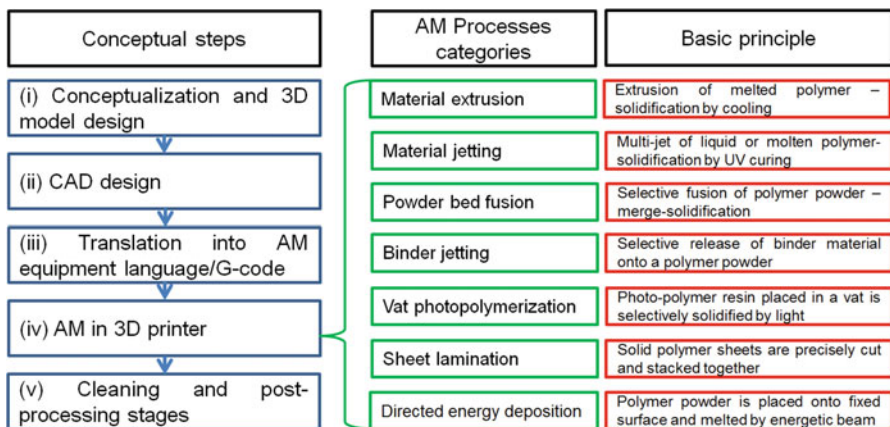 Conceptual steps
(i) Conceptualization and 3D
model design
(ii) CAD design
(iii) Translation into AM
equipment language/G-code
(iv) AM in 3D printer
(v) Cleaning and post-
processing stages
AM Processes
categories
Material extrusion
Material jetting
Powder bed fusion
Binder jetting
Vat photopolymerization
Sheet lamination
Directed energy deposition
Basic principle
Extrusion of melted polymer –
solidification by cooling
Multi-jet of liquid or molten polymer-
solidification by UV curing
Selective fusion of polymer powder –
merge-solidification
Selective release of binder material
onto a polymer powder
Photo-polymer resin placed in a vat is
selectively solidified by light
Solid polymer sheets are precisely cut
and stacked together
Polymer powder is placed onto fixed
surface and melted by energetic beam